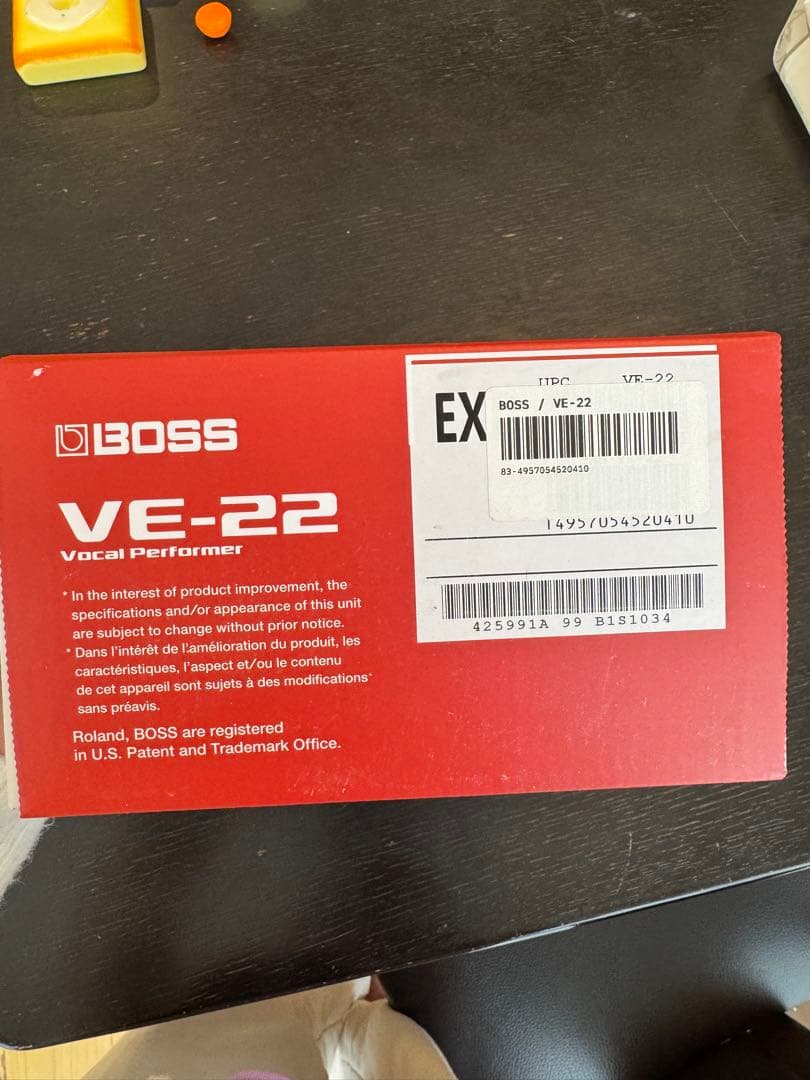 BOSS
VE-22
Vocal Performer
* In the interest of product improvement, the
specifications and/or appearance of this unit
are subject to change without prior notice.
* Dans l'intérêt de l'amélioration du produit, les
caractéristiques, l'aspect et/ou le contenu
de cet appareil sont sujets à des modifications
sans préavis.
Roland, BOSS are registered
in U.S. Patent and Trademark Office.
UPC VE-22
EX
BOSS / VE-22
83-4957054520410
14957054520410
425991A 99 B1S1034